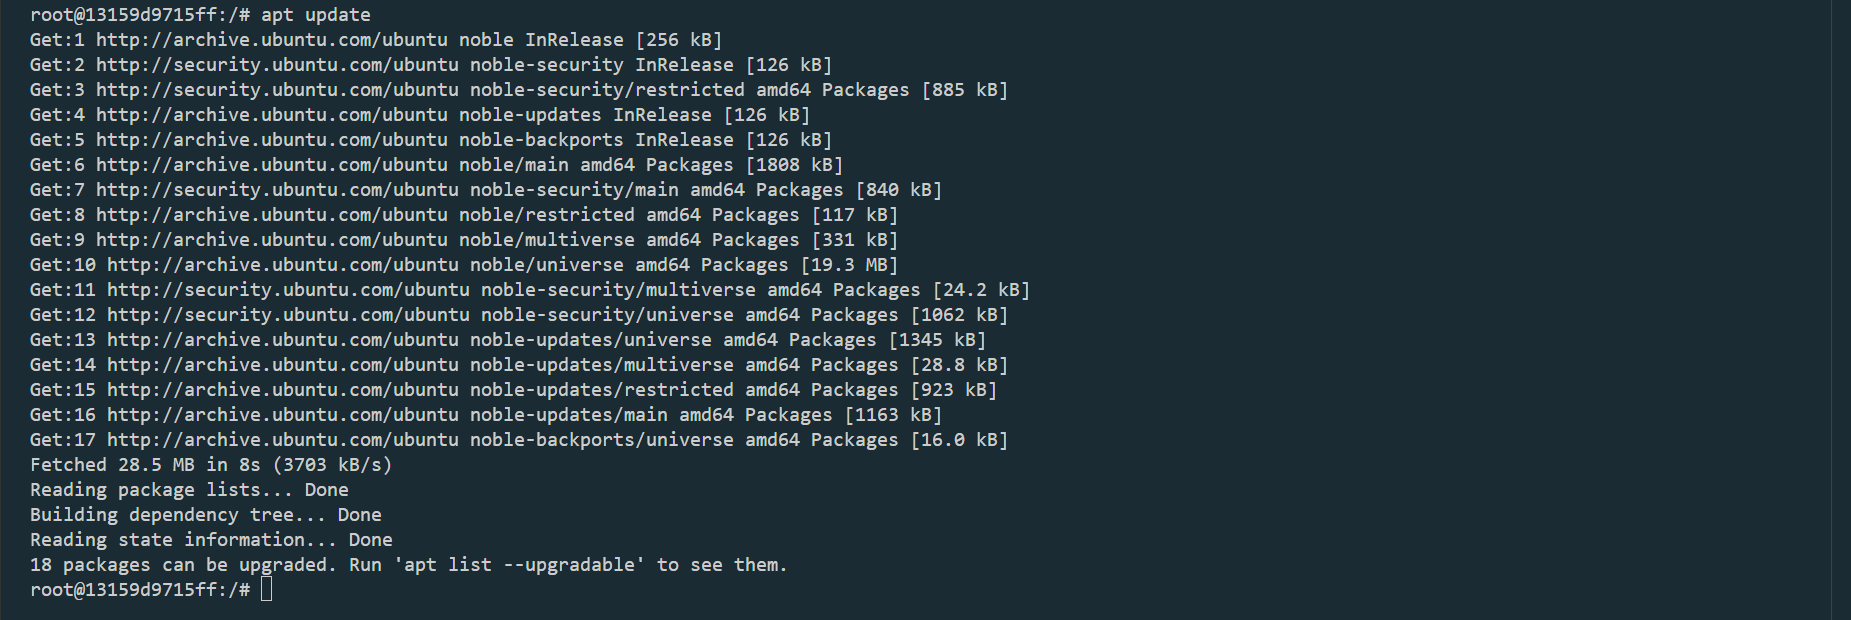 root@13159d9715ff:/# apt update
Get:1 http://archive.ubuntu.com/ubuntu noble InRelease [256 kB]
Get:2 http://security.ubuntu.com/ubuntu noble-security InRelease [126 kB]
Get:3 http://security.ubuntu.com/ubuntu noble-security/restricted amd64 Packages [885 kB]
Get:4 http://archive.ubuntu.com/ubuntu noble-updates InRelease [126 kB]
Get:5 http://archive.ubuntu.com/ubuntu noble-backports InRelease [126 kB]
Get:6 http://archive.ubuntu.com/ubuntu noble/main amd64 Packages [1808 kB]
Get:7 http://security.ubuntu.com/ubuntu noble-security/main amd64 Packages [840 kB]
Get:8 http://archive.ubuntu.com/ubuntu noble/restricted amd64 Packages [117 kB]
Get:9 http://archive.ubuntu.com/ubuntu noble/multiverse amd64 Packages [331 kB]
Get:10 http://archive.ubuntu.com/ubuntu noble/universe amd64 Packages [19.3 MB]
Get:11 http://security.ubuntu.com/ubuntu noble-security/multiverse amd64 Packages [24.2 kB]
Get:12 http://security.ubuntu.com/ubuntu noble-security/universe amd64 Packages [1062 kB]
Get:13 http://archive.ubuntu.com/ubuntu noble-updates/universe amd64 Packages [1345 kB]
Get:14 http://archive.ubuntu.com/ubuntu noble-updates/multiverse amd64 Packages [28.8 kB]
Get:15 http://archive.ubuntu.com/ubuntu noble-updates/restricted amd64 Packages [923 kB]
Get:16 http://archive.ubuntu.com/ubuntu noble-updates/main amd64 Packages [1163 kB]
Get:17 http://archive.ubuntu.com/ubuntu noble-backports/universe amd64 Packages [16.0 kB]
Fetched 28.5 MB in 8s (3703 kB/s)
Reading package lists... Done
Building dependency tree... Done
Reading state information... Done
18 packages can be upgraded. Run 'apt list --upgradable' to see them.
root@13159d9715ff:/#